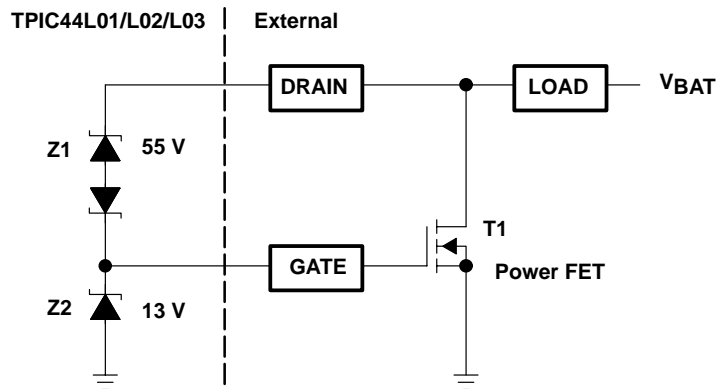 TPIC44L01/L02/L03
External
DRAIN
LOAD
VBAT
Z1
55 V
T1
GATE
Power FET
Z2
13 V